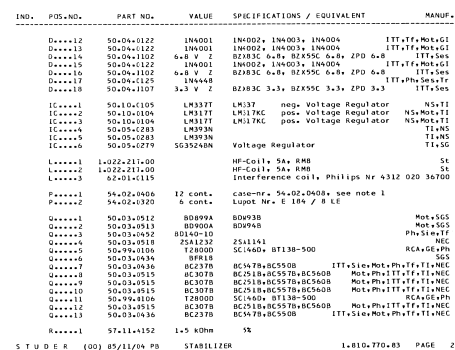 IND. POS.NO. PART NO. VALUE SPECIFICATIONS / EQUIVALENT MANUF.
D....12 50.04.0122 1N4001 1N4002, 1N4003, 1N4004 ITT,Tf,Mot,GI
D....13 50.04.0122 1N4001 1N4002, 1N4003, 1N4004 ITT,Tf,Mot,GI
D....14 50.04.1102 6.8 V Z BZX83C 6.8, BZX55C 6.8, ZPD 6.8 ITT,Ses
D....15 50.04.0122 1N4001 1N4002, 1N4003, 1N4004 ITT,Tf,Mot,GI
D....16 50.04.1102 6.8 V Z BZX83C 6.8, BZX55C 6.8, ZPD 6.8 ITT,Ses
D....17 50.04.0125 1N4448 ITT,Ph,Ses,Tr
D....18 50.04.1107 3.3 V Z BZX83C 3.3, BZX55C 3.3, ZPD 3.3 ITT,Ses
IC....1 50.10.0105 LM337T LM337 neg. Voltage Regulator NS,TI
IC....2 50.10.0104 LM317T LM317KC pos. Voltage Regulator NS,Mot,TI
IC....3 50.10.0104 LM317T LM317KC pos. Voltage Regulator NS,Mot,TI
IC....4 50.05.0283 LM393N TI,NS
IC....5 50.05.0283 LM393N TI,NS
IC....6 50.05.0279 SG3524BN Voltage Regulator TI,SG
L.....1 1.022.217.00 HF-Coil, 5A, RM8 St
L.....2 1.022.217.00 HF-Coil, 5A, RM8 St
L.....3 62.01.0115 Interference coil, Philips Nr 4312 020 36700
P.....1 54.02.0406 12 cont. case-nr. 54.02.0408, see note 1
P.....2 54.02.0320 6 cont. Lupot Nr. E 184 / 8 LE
Q.....1 50.03.0512 BD899A BDW93B Mot,SGS
Q.....2 50.03.0513 BD900A BDW94B Mot,SGS
Q.....3 50.03.0452 BD140-10 Ph,Sie,Tf
Q.....4 50.03.0518 2SA1232 2SA1141 NEC
Q.....5 50.99.0106 T2800D SC146D, BT138-500 RCA,GE,Ph
Q.....6 50.03.0434 BFR18 SGS
Q.....7 50.03.0436 BC237B BC547B,BC550B ITT,Sie,Mot,Ph,Tf,TI,NEC
Q.....8 50.03.0515 BC307B BC251B,BC557B,BC560B Mot,Ph,ITT,Tf,TI,NEC
Q.....9 50.03.0515 BC307B BC251B,BC557B,BC560B Mot,Ph,ITT,Tf,TI,NEC
Q....10 50.03.0515 BC307B BC251B,BC557B,BC560B Mot,Ph,ITT,Tf,TI,NEC
Q....11 50.99.0106 T2800D SC146D, BT138-500 RCA,GE,Ph
Q....12 50.03.0515 BC307B BC251B,BC557B,BC560B Mot,Ph,ITT,Tf,TI,NEC
Q....13 50.03.0436 BC237B BC547B,BC550B ITT,Sie,Mot,Ph,Tf,TI,NEC
R.....1 57.11.4152 1.5 kOhm 5%
S T U D E R (00) 85/11/04 PB STABILIZER 1.810.770.83 PAGE 2